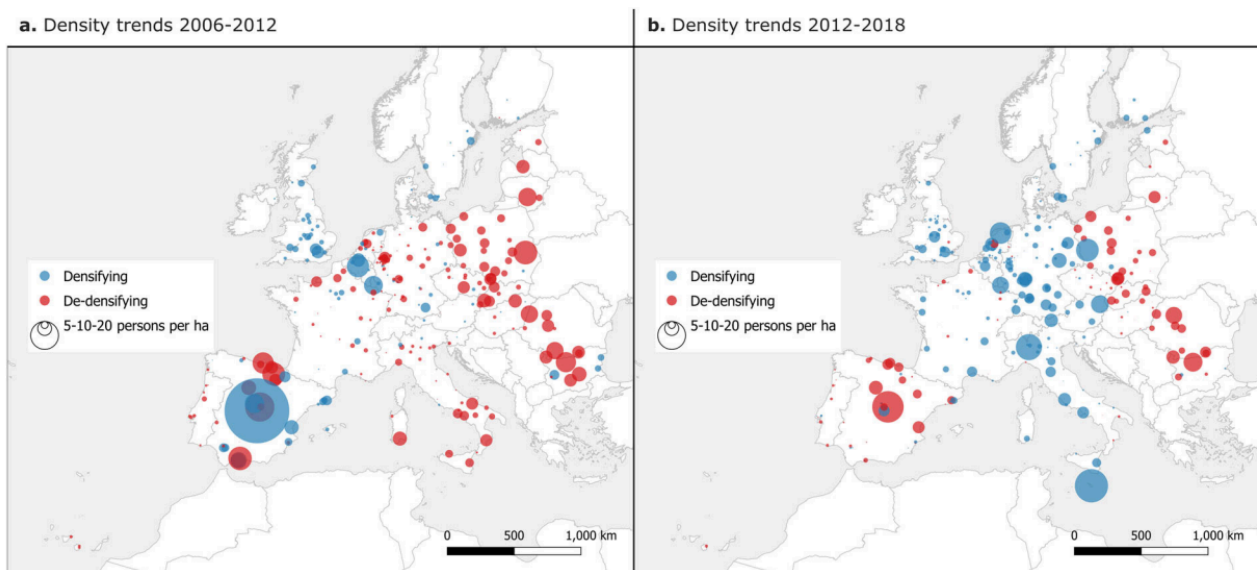 a. Density trends 2006-2012
b. Density trends 2012-2018
Densifying
De-densifying
5-10-20 persons per ha
0 500 1,000 km
Densifying
De-densifying
5-10-20 persons per ha
0 500 1,000 km